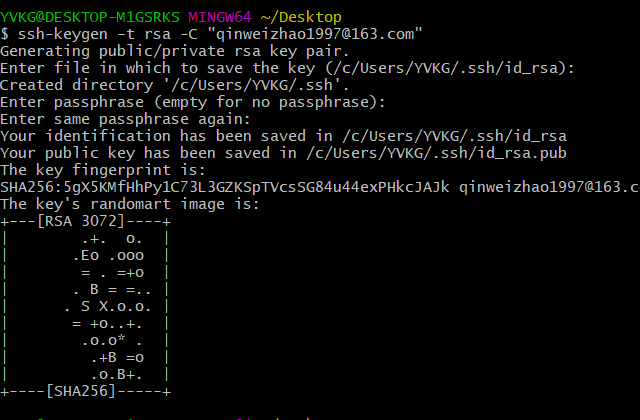 YVKG@DESKTOP-M1GSRKS MINGW64 ~/Desktop
$ ssh-keygen -t rsa -C "qinweizhao1997@163.com"
Generating public/private rsa key pair.
Enter file in which to save the key (/c/Users/YVKG/.ssh/id_rsa):
Created directory '/c/Users/YVKG/.ssh'.
Enter passphrase (empty for no passphrase):
Enter same passphrase again:
Your identification has been saved in /c/Users/YVKG/.ssh/id_rsa
Your public key has been saved in /c/Users/YVKG/.ssh/id_rsa.pub
The key fingerprint is:
SHA256:5gX5KMfHhPy1C73L3GZKSpTVcsSG84u44exPHkcJAJk qinweizhao1997@163.c
The key's randomart image is:
+---[RSA 3072]----+
|        .+.  o.  |
|       .Eo .ooo  |
|        = . =+o  |
|       . B = =.. |
|      . S X.o.o. |
|       = +o..+.  |
|        .o.o* .  |
|         .+B =o  |
|         .o.B+.  |
+----[SHA256]-----+